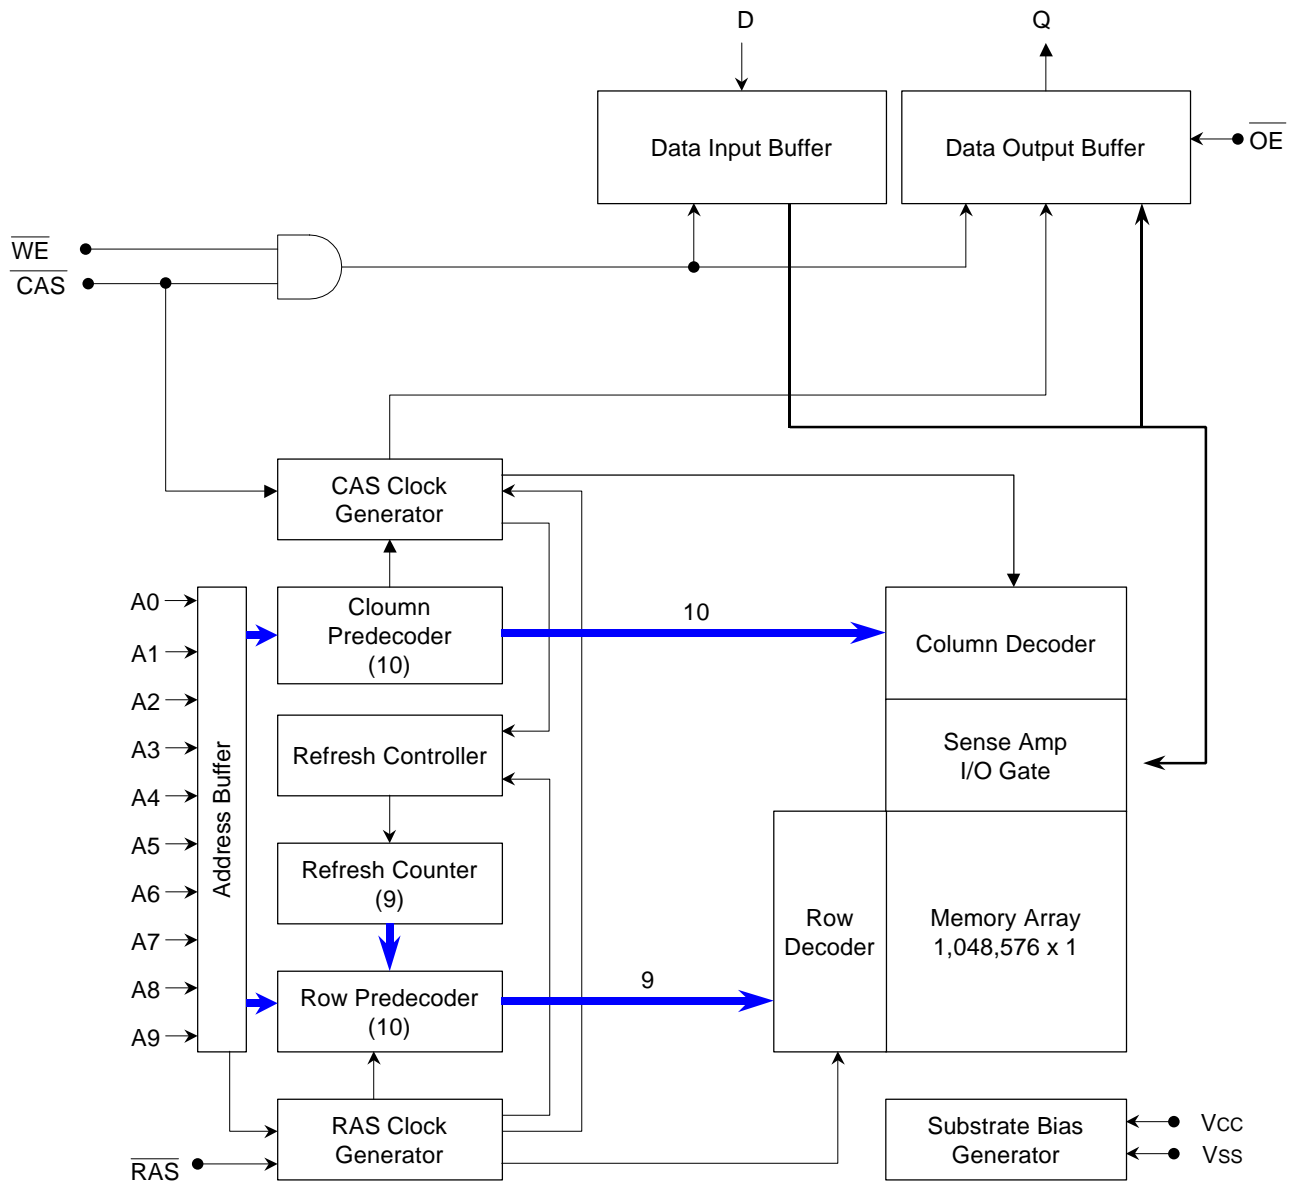 D
Q
Data Input Buffer
Data Output Buffer
OE
WE
CAS
CAS Clock
Generator
A0
A1
A2
A3
A4
A5
A6
A7
A8
A9
Address Buffer
Cloumn
Predecoder
(10)
10
Column Decoder
Refresh Controller
Sense Amp
I/O Gate
Refresh Counter
(9)
Row
Decoder
Memory Array
1,048,576 x 1
Row Predecoder
(10)
9
RAS Clock
Generator
RAS
Substrate Bias
Generator
VCC
VSS